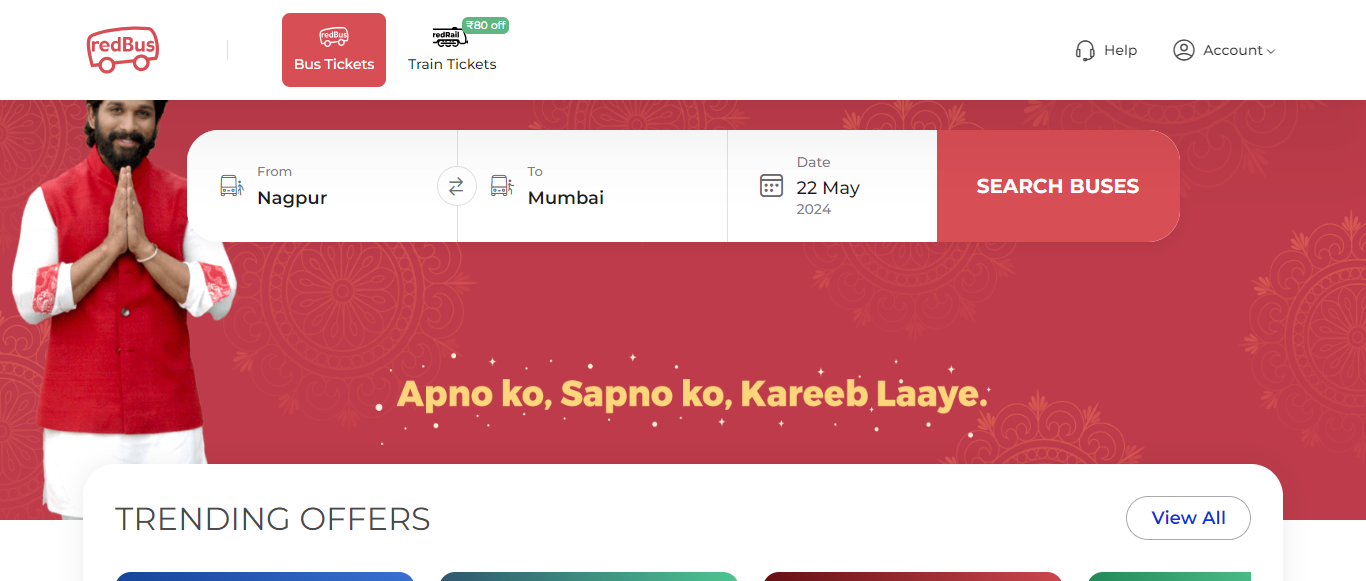 redBus
redBus
Bus Tickets
redRail
₹80 off
Train Tickets
Help
Account
From
Nagpur
To
Mumbai
Date
22 May
2024
SEARCH BUSES
Apno ko, Sapno ko, Kareeb Laaye.
TRENDING OFFERS
View All